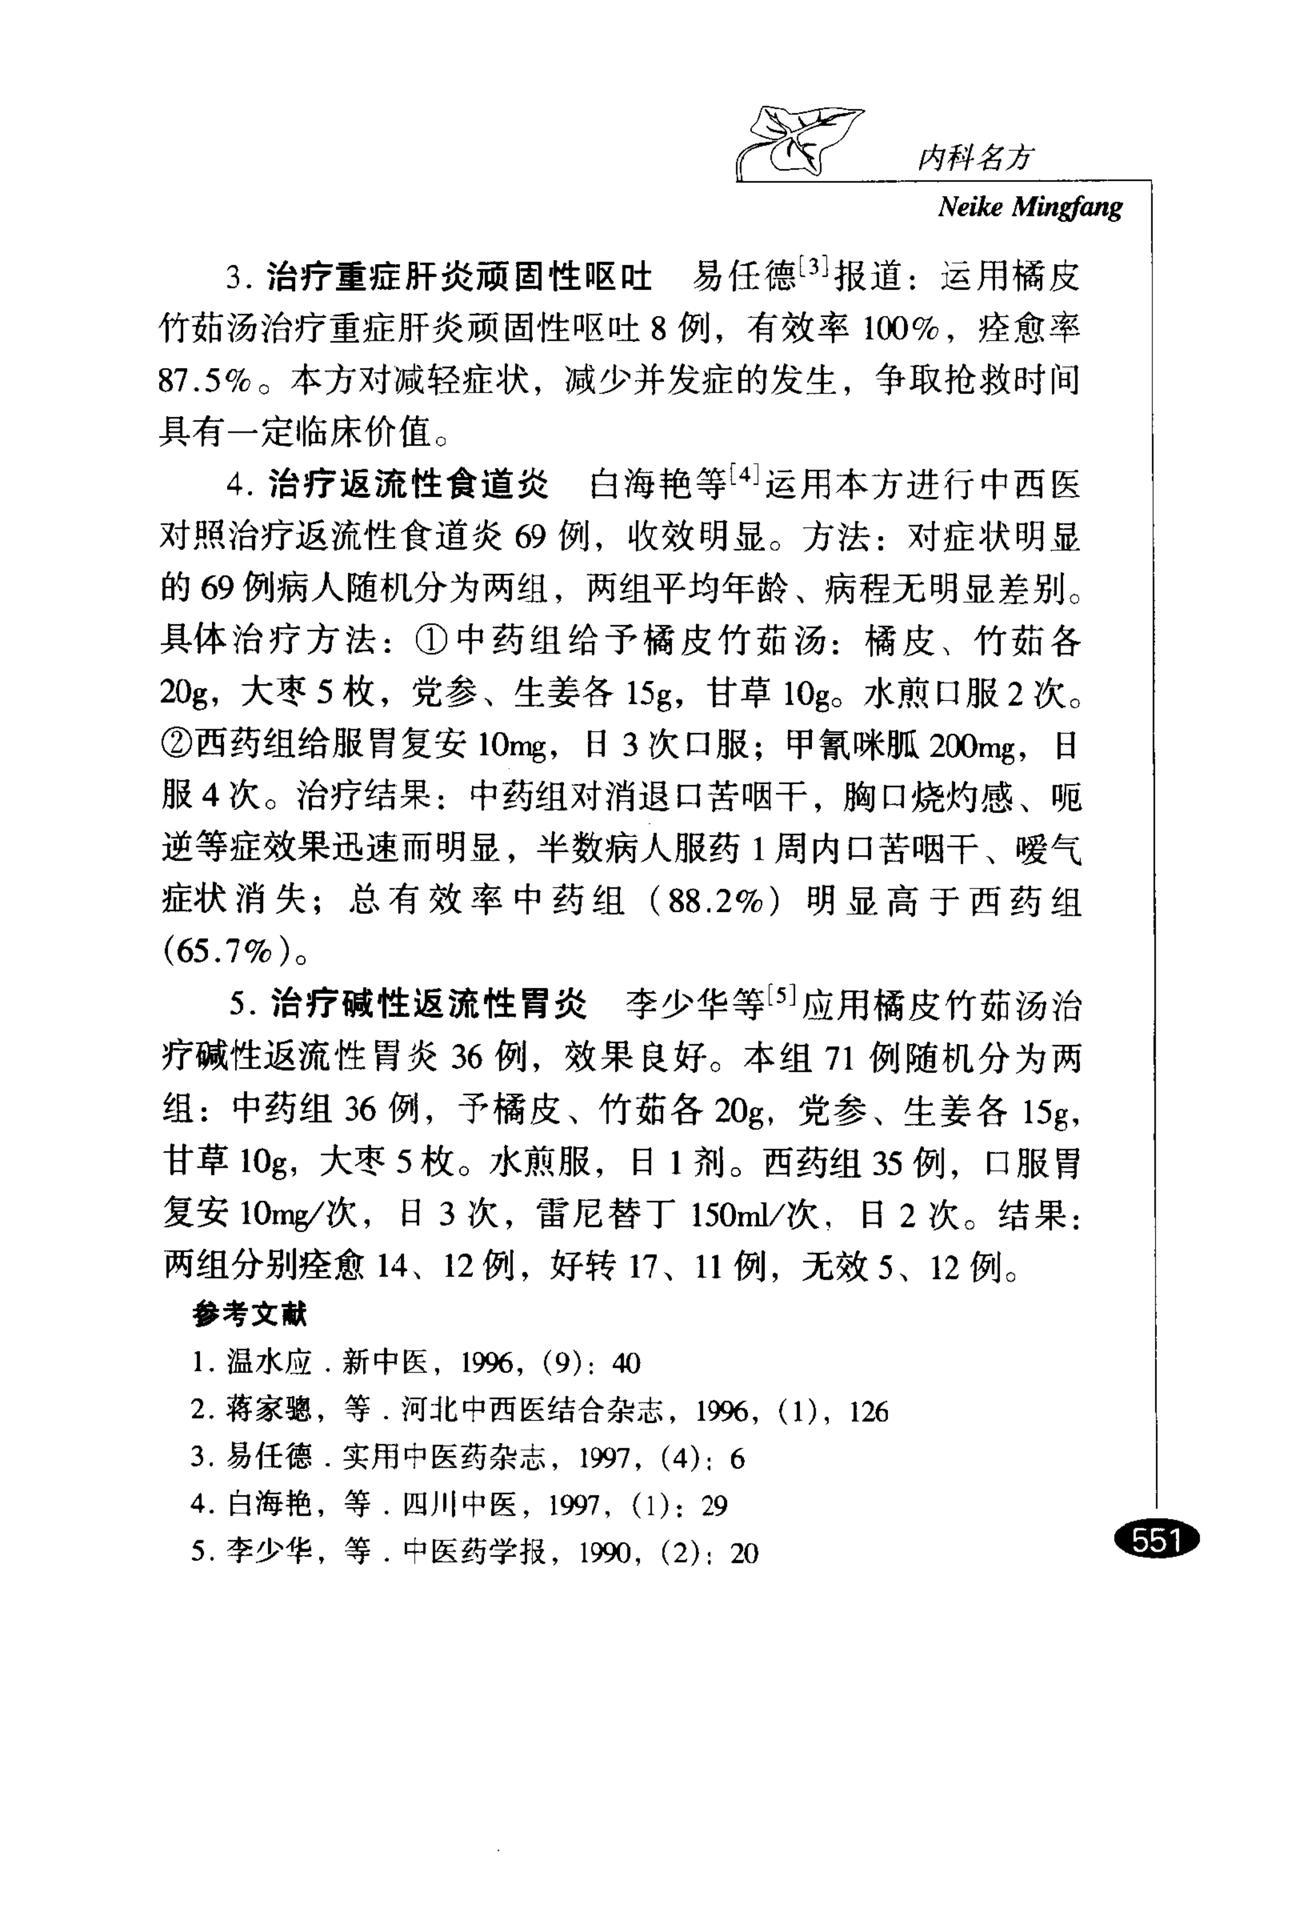 内科名方
Neike Mingfang
3. 治疗重症肝炎顽固性呕吐 易任德[3]报道：运用橘皮
竹茹汤治疗重症肝炎顽固性呕吐 8 例，有效率 100%，痊愈率
87.5%。本方对减轻症状，减少并发症的发生，争取抢救时间
具有一定临床价值。
4. 治疗返流性食道炎 白海艳等[4]运用本方进行中西医
对照治疗返流性食道炎 69 例，收效明显。方法：对症状明显
的 69 例病人随机分为两组，两组平均年龄、病程无明显差别。
具体治疗方法：①中药组给予橘皮竹茹汤：橘皮、竹茹各
20g，大枣 5 枚，党参、生姜各 15g，甘草 10g。水煎口服 2 次。
②西药组给服胃复安 10mg，日 3 次口服；甲氰咪胍 200mg，日
服 4 次。治疗结果：中药组对消退口苦咽干，胸口烧灼感、呃
逆等症效果迅速而明显，半数病人服药 1 周内口苦咽干、嗳气
症状消失；总有效率中药组（88.2%）明显高于西药组
(65.7%)。
5. 治疗碱性返流性胃炎 李少华等[5]应用橘皮竹茹汤治
疗碱性返流性胃炎 36 例，效果良好。本组 71 例随机分为两
组：中药组 36 例，予橘皮、竹茹各 20g，党参、生姜各 15g，
甘草 10g，大枣 5 枚。水煎服，日 1 剂。西药组 35 例，口服胃
复安 10mg/次，日 3 次，雷尼替丁 150ml/次，日 2 次。结果：
两组分别痊愈 14、12 例，好转 17、11 例，无效 5、12 例。
参考文献
1. 温水应．新中医，1996，(9)：40
2. 蒋家骢，等．河北中西医结合杂志，1996，(1)，126
3. 易任德．实用中医药杂志，1997，(4)：6
4. 白海艳，等．四川中医，1997，(1)：29
5. 李少华，等．中医药学报，1990，(2)：20
551